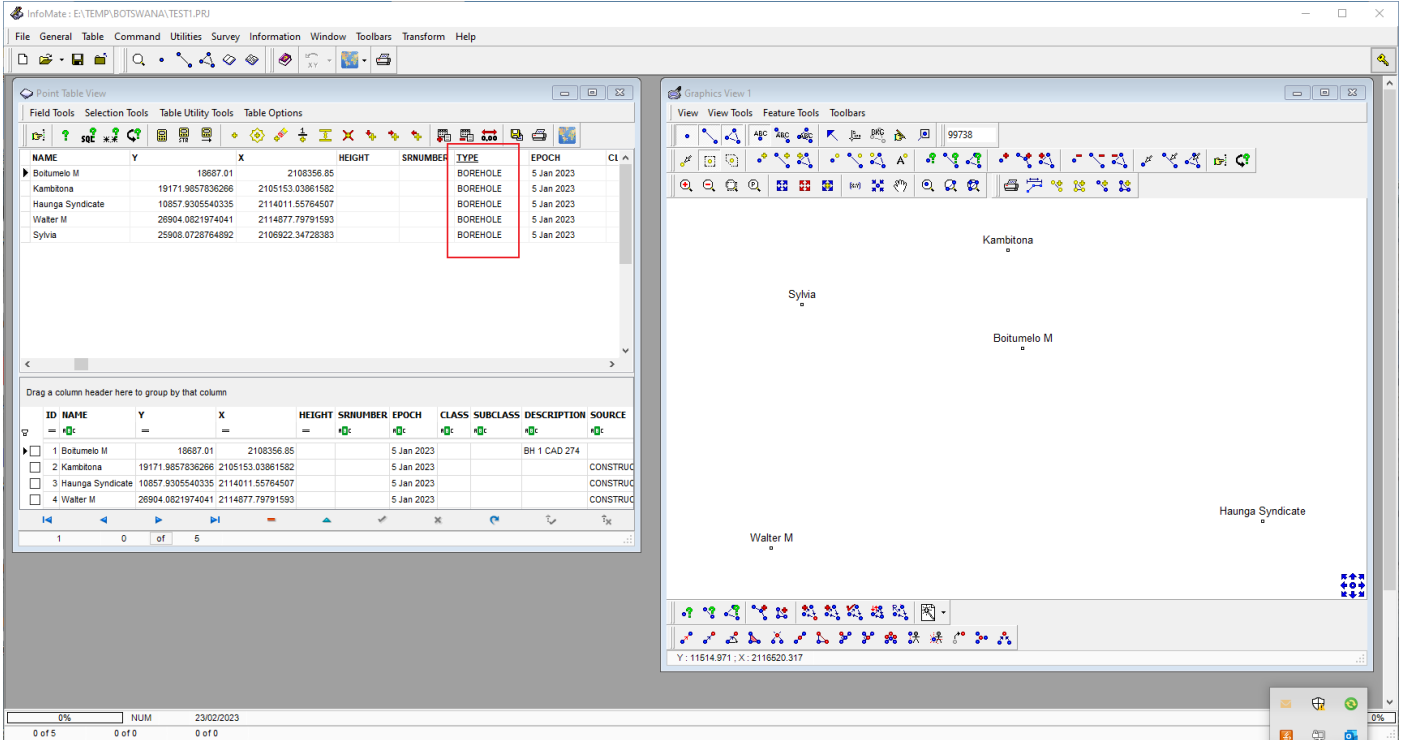 InfoMate : E:\TEMP\BOTSWANA\TEST1.PRJ
File General Table Command Utilities Survey Information Window Toolbars Transform Help
Point Table View
Field Tools Selection Tools Table Utility Tools Table Options
NAME Y X HEIGHT SRNUMBER TYPE EPOCH
Boitumelo M 18687.01 2108356.85 BOREHOLE 5 Jan 2023
Kambitona 19171.9857836266 2105153.03861582 BOREHOLE 5 Jan 2023
Haunga Syndicate 10857.9305540335 2114011.55764507 BOREHOLE 5 Jan 2023
Walter M 26904.0821974041 2114877.79791593 BOREHOLE 5 Jan 2023
Sylvia 25908.0728764892 2106922.34728383 BOREHOLE 5 Jan 2023
Drag a column header here to group by that column
ID NAME Y X HEIGHT SRNUMBER EPOCH CLASS SUBCLASS DESCRIPTION SOURCE
1 Boitumelo M 18687.01 2108356.85 5 Jan 2023 BH 1 CAD 274
2 Kambitona 19171.9857836266 2105153.03861582 5 Jan 2023 CONSTRUC
3 Haunga Syndicate 10857.9305540335 2114011.55764507 5 Jan 2023 CONSTRUC
4 Walter M 26904.0821974041 2114877.79791593 5 Jan 2023 CONSTRUC
1 0 of 5
Graphics View 1
View View Tools Feature Tools Toolbars
99738
Kambitona
Sylvia
Boitumelo M
Haunga Syndicate
Walter M
Y : 11514.971 ; X : 2116520.317
0% NUM 23/02/2023 0%
0 of 5 0 of 0 0 of 0